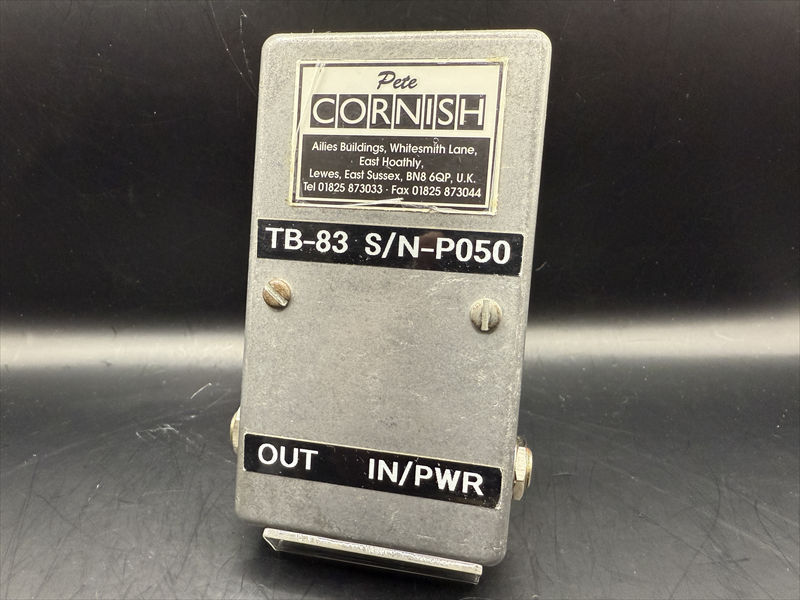 Pete
CORNISH
Ailies Buildings, Whitesmith Lane,
East Hoathly,
Lewes, East Sussex, BN8 6QP, U.K.
Tel 01825 873033 · Fax 01825 873044
TB-83 S/N-P050
OUT IN/PWR